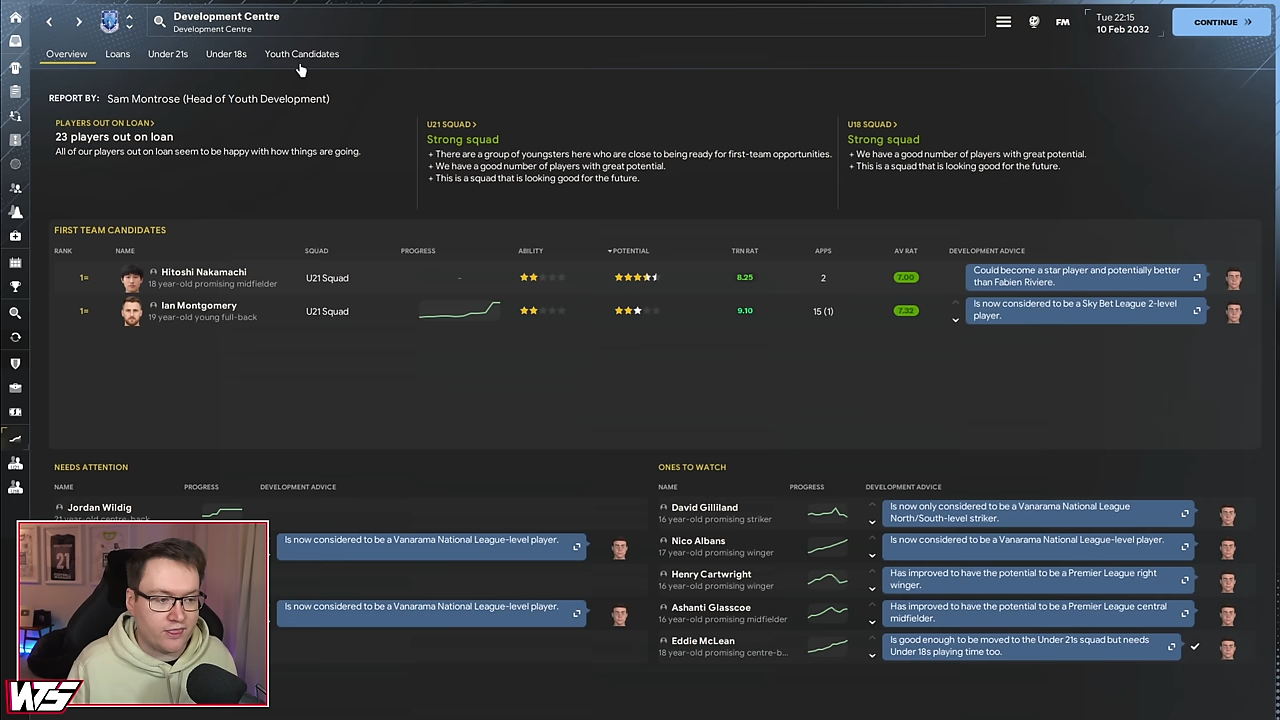 Development Centre
Development Centre
FM
Tue 22:15
10 Feb 2032
CONTINUE
Overview
Loans
Under 21s
Under 18s
Youth Candidates
REPORT BY: Sam Montrose (Head of Youth Development)
PLAYERS OUT ON LOAN >
23 players out on loan
All of our players out on loan seem to be happy with how things are going.
U21 SQUAD >
Strong squad
+ There are a group of youngsters here who are close to being ready for first-team opportunities.
+ We have a good number of players with great potential.
+ This is a squad that is looking good for the future.
U18 SQUAD >
Strong squad
+ We have a good number of players with great potential.
+ This is a squad that is looking good for the future.
FIRST TEAM CANDIDATES
RANK NAME SQUAD PROGRESS ABILITY POTENTIAL TRN RAT APPS AV RAT DEVELOPMENT ADVICE
1= Hitoshi Nakamachi U21 Squad - 8.25 2 7.00
18 year-old promising midfielder
Could become a star player and potentially better
than Fabien Riviere.
1= Ian Montgomery U21 Squad 9.10 15 (1) 7.32
19 year-old young full-back
Is now considered to be a Sky Bet League 2-level
player.
NEEDS ATTENTION
NAME PROGRESS DEVELOPMENT ADVICE
Jordan Wildig
21 year-old centre-back
Is now considered to be a Vanarama National League-level player.
Is now considered to be a Vanarama National League-level player.
ONES TO WATCH
NAME PROGRESS DEVELOPMENT ADVICE
David Gilliland
16 year-old promising striker
Is now only considered to be a Vanarama National League
North/South-level striker.
Nico Albans
17 year-old promising winger
Is now considered to be a Vanarama National League-level player.
Henry Cartwright
16 year-old promising winger
Has improved to have the potential to be a Premier League right
winger.
Ashanti Glasscoe
16 year-old promising midfielder
Has improved to have the potential to be a Premier League central
midfielder.
Eddie McLean
18 year-old promising centre-b...
Is good enough to be moved to the Under 21s squad but needs
Under 18s playing time too.
21
WTS